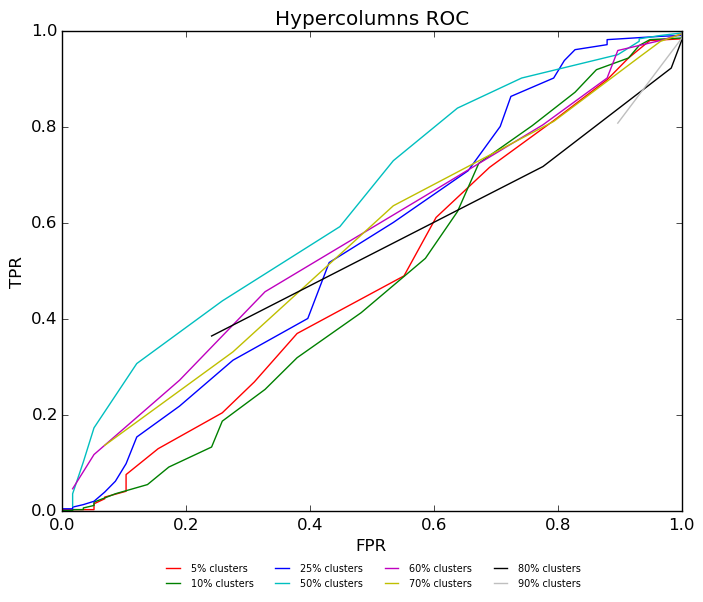 Hypercolumns ROC
1.0
0.8
0.6
0.4
0.2
0.0
TPR
0.0 0.2 0.4 0.6 0.8 1.0
FPR
5% clusters 25% clusters 60% clusters 80% clusters
10% clusters 50% clusters 70% clusters 90% clusters